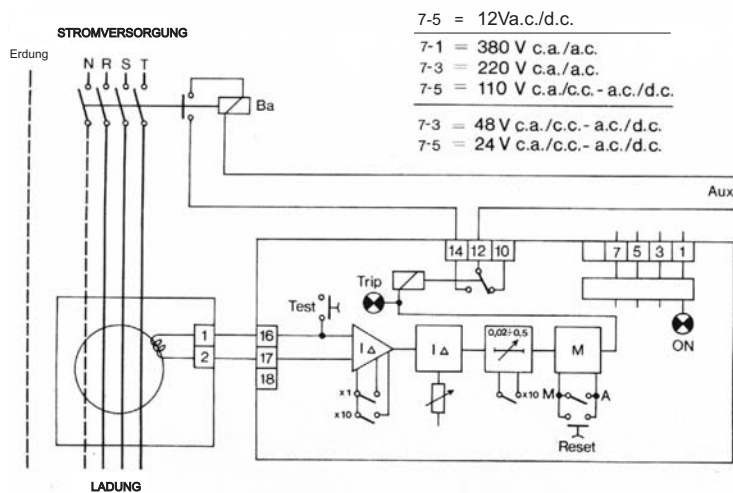 7-5 = 12Va.c./d.c.
7-1 = 380 V c.a./a.c.
7-3 = 220 V c.a./a.c.
7-5 = 110 V c.a./c.c.- a.c./d.c.
7-3 = 48 V c.a./c.c.- a.c./d.c.
7-5 = 24 V c.a./c.c.- a.c./d.c.
STROMVERSORGUNG
Erdung
N R S T
Ba
Aux
14 12 10
7 5 3 1
Trip
Test
ON
1
2
16
17
18
I Δ
I Δ
0,02÷0,5
M
x1
x10
x10
M
A
Reset
LADUNG